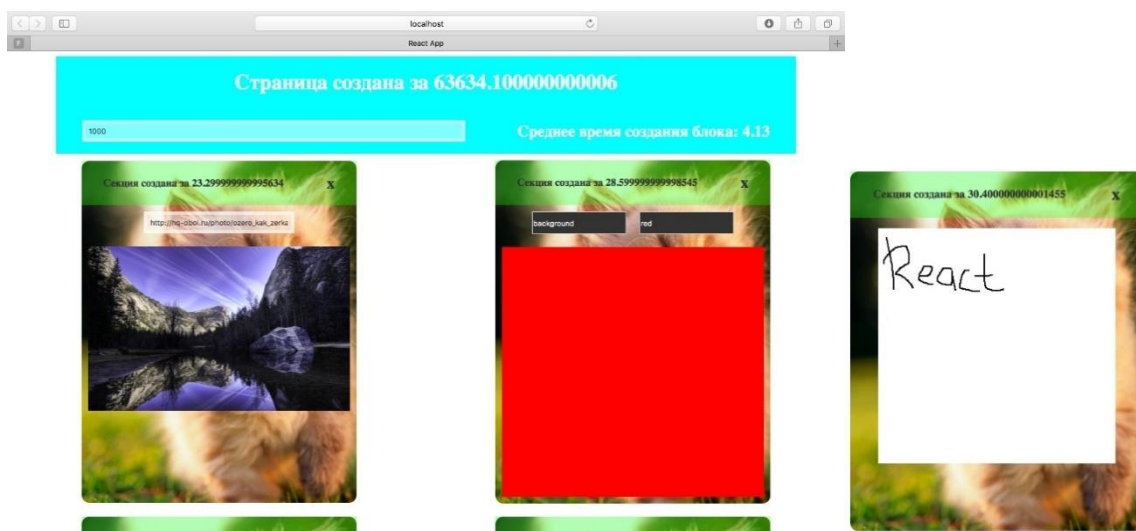 localhost
React App
Страница создана за 63634.100000000006
1000
Среднее время создания блока: 4.13
Секция создана за 23.299999999995634
x
http://hq-oboi.ru/photo/ozero_kak_zerka
Секция создана за 28.599999999998545
x
background
red
Секция создана за 30.400000000001455
x
React